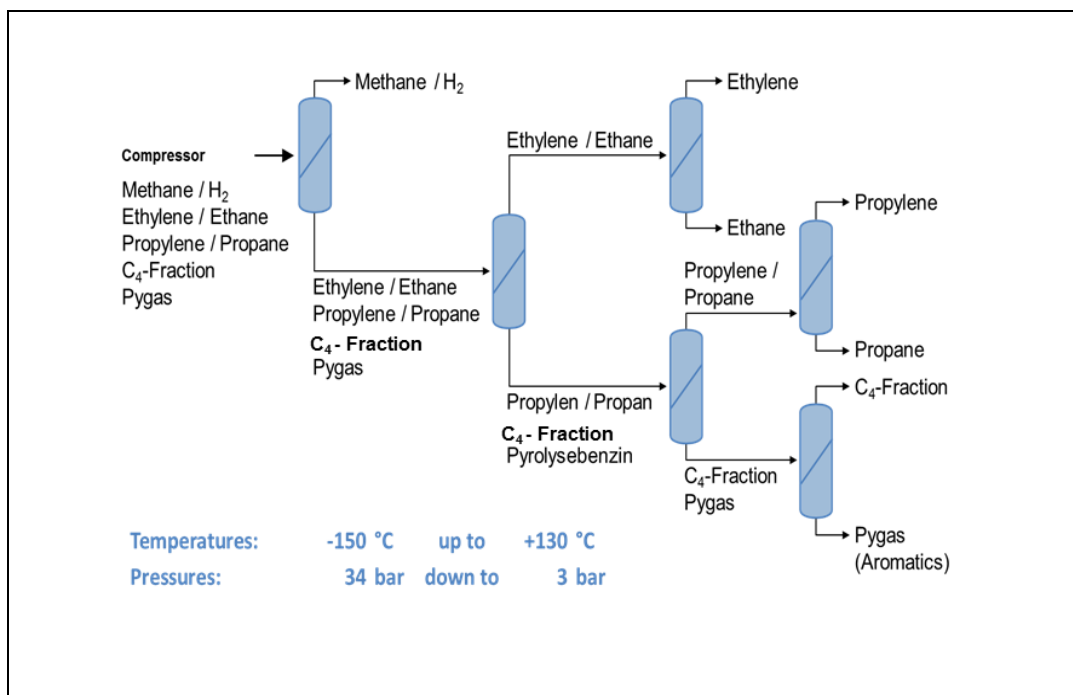 Methane / H₂
Ethylene
Ethylene / Ethane
Compressor
Methane / H₂
Ethylene / Ethane
Propylene / Propane
C₄-Fraction
Pygas
Propylene
Ethane
Ethylene / Ethane
Propylene / Propane
C₄ - Fraction
Pygas
Propylene /
Propane
Propane
C₄-Fraction
Propylen / Propan
C₄ - Fraction
Pyrolysebenzin
C₄-Fraction
Pygas
Pygas
(Aromatics)
Temperatures: -150 °C up to +130 °C
Pressures: 34 bar down to 3 bar